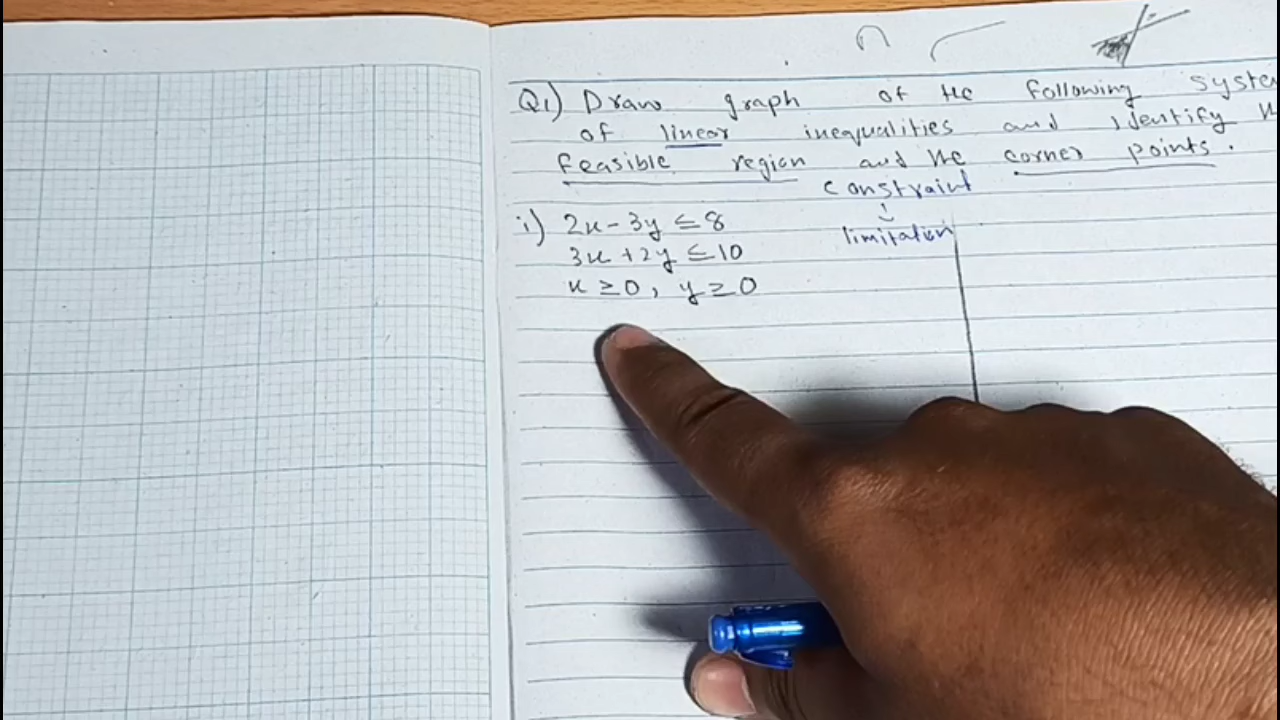 Q1) Draw graph of the following syste
of linear inequalities and identify
feasible region and the corner points.
constraint
↓
limitation
i) 2x - 3y ≤ 8
3x + 2y ≤ 10
x ≥ 0, y ≥ 0